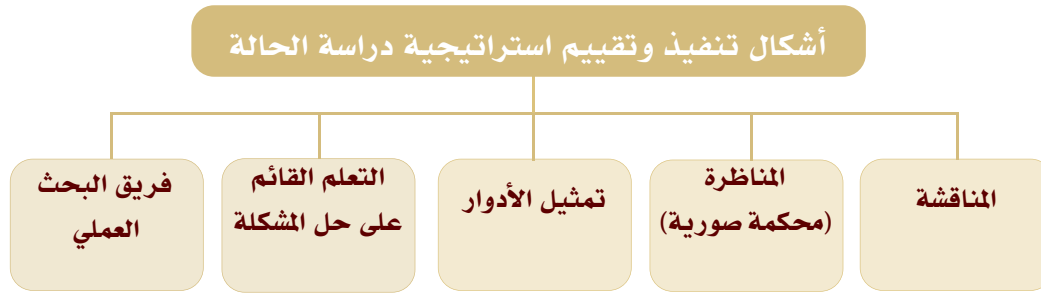 أشكال تنفيذ وتقييم استراتيجية دراسة الحالة
المناقشة
المناظرة
(محكمة صورية)
تمثيل الأدوار
التعلم القائم
على حل المشكلة
فريق البحث
العملي